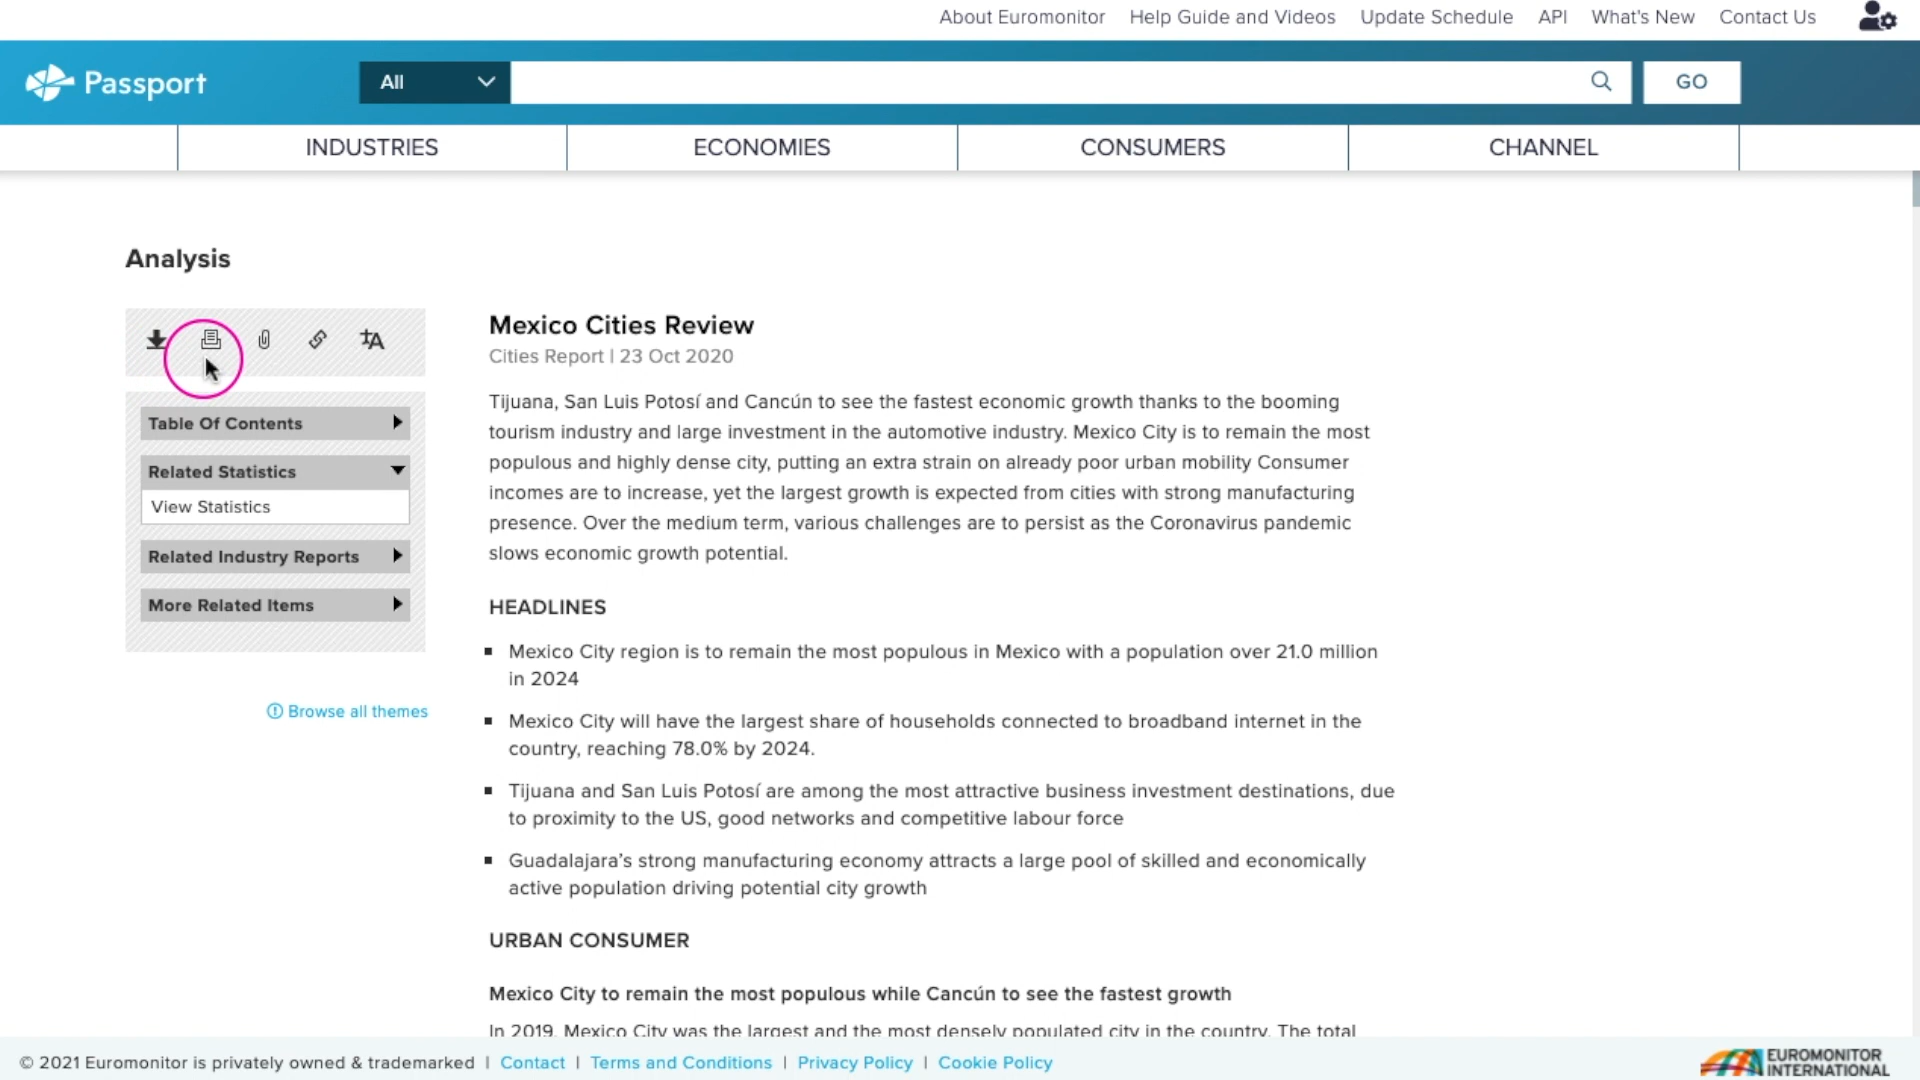 About Euromonitor Help Guide and Videos Update Schedule API What's New Contact Us
Passport
All
GO
INDUSTRIES ECONOMIES CONSUMERS CHANNEL
Analysis
Table Of Contents
Related Statistics
View Statistics
Related Industry Reports
More Related Items
Browse all themes
Mexico Cities Review
Cities Report | 23 Oct 2020
Tijuana, San Luis Potosí and Cancún to see the fastest economic growth thanks to the booming
tourism industry and large investment in the automotive industry. Mexico City is to remain the most
populous and highly dense city, putting an extra strain on already poor urban mobility Consumer
incomes are to increase, yet the largest growth is expected from cities with strong manufacturing
presence. Over the medium term, various challenges are to persist as the Coronavirus pandemic
slows economic growth potential.
HEADLINES
▪ Mexico City region is to remain the most populous in Mexico with a population over 21.0 million
in 2024
▪ Mexico City will have the largest share of households connected to broadband internet in the
country, reaching 78.0% by 2024.
▪ Tijuana and San Luis Potosí are among the most attractive business investment destinations, due
to proximity to the US, good networks and competitive labour force
▪ Guadalajara’s strong manufacturing economy attracts a large pool of skilled and economically
active population driving potential city growth
URBAN CONSUMER
Mexico City to remain the most populous while Cancún to see the fastest growth
In 2019, Mexico City was the largest and the most densely populated city in the country. The total
© 2021 Euromonitor is privately owned & trademarked | Contact | Terms and Conditions | Privacy Policy | Cookie Policy
EUROMONITOR
INTERNATIONAL